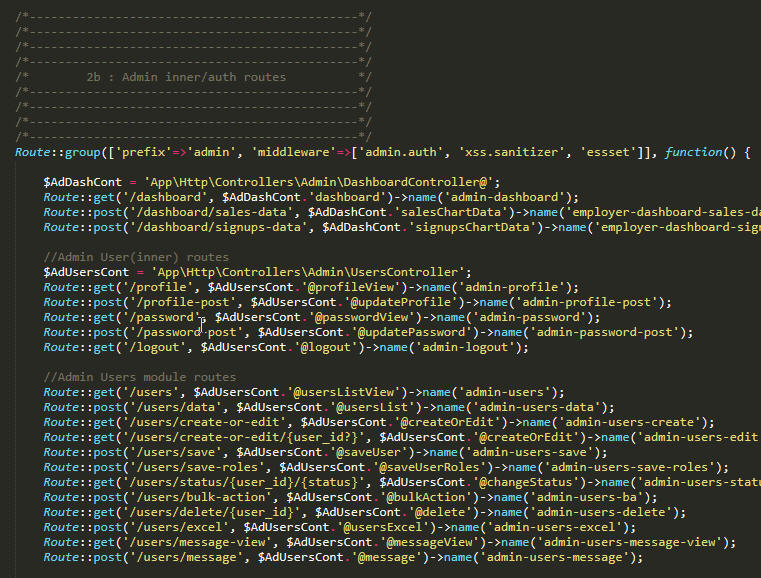 /*----------------------------------------------*/
/*----------------------------------------------*/
/*----------------------------------------------*/
/*----------------------------------------------*/
/*        2b : Admin inner/auth routes          */
/*----------------------------------------------*/
/*----------------------------------------------*/
/*----------------------------------------------*/
/*----------------------------------------------*/
Route::group(['prefix'=>'admin', 'middleware'=>['admin.auth', 'xss.sanitizer', 'essset']], function() {
$AdDashCont = 'App\Http\Controllers\Admin\DashboardController@';
Route::get('/dashboard', $AdDashCont.'dashboard')->name('admin-dashboard');
Route::post('/dashboard/sales-data', $AdDashCont.'salesChartData')->name('employer-dashboard-sales-da
Route::post('/dashboard/signups-data', $AdDashCont.'signupsChartData')->name('employer-dashboard-sign
//Admin User(inner) routes
$AdUsersCont = 'App\Http\Controllers\Admin\UsersController';
Route::get('/profile', $AdUsersCont.'@profileView')->name('admin-profile');
Route::post('/profile-post', $AdUsersCont.'@updateProfile')->name('admin-profile-post');
Route::get('/password', $AdUsersCont.'@passwordView')->name('admin-password');
Route::post('/password-post', $AdUsersCont.'@updatePassword')->name('admin-password-post');
Route::get('/logout', $AdUsersCont.'@logout')->name('admin-logout');
//Admin Users module routes
Route::get('/users', $AdUsersCont.'@usersListView')->name('admin-users');
Route::post('/users/data', $AdUsersCont.'@usersList')->name('admin-users-data');
Route::get('/users/create-or-edit', $AdUsersCont.'@createOrEdit')->name('admin-users-create');
Route::get('/users/create-or-edit/{user_id?}', $AdUsersCont.'@createOrEdit')->name('admin-users-edit
Route::post('/users/save', $AdUsersCont.'@saveUser')->name('admin-users-save');
Route::post('/users/save-roles', $AdUsersCont.'@saveUserRoles')->name('admin-users-save-roles');
Route::get('/users/status/{user_id}/{status}', $AdUsersCont.'@changeStatus')->name('admin-users-statu
Route::post('/users/bulk-action', $AdUsersCont.'@bulkAction')->name('admin-users-ba');
Route::get('/users/delete/{user_id}', $AdUsersCont.'@delete')->name('admin-users-delete');
Route::post('/users/excel', $AdUsersCont.'@usersExcel')->name('admin-users-excel');
Route::get('/users/message-view', $AdUsersCont.'@messageView')->name('admin-users-message-view');
Route::post('/users/message', $AdUsersCont.'@message')->name('admin-users-message');